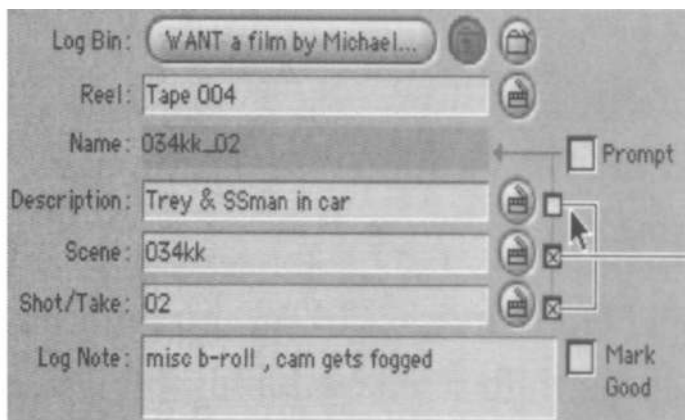 Log Bin: WANT a film by Michael...
Reel: Tape 004
Name: 034kk_02
Prompt
Description: Trey & SSman in car
Scene: 034kk
Shot/Take: 02
Log Note: misc b-roll , cam gets fogged
Mark
Good